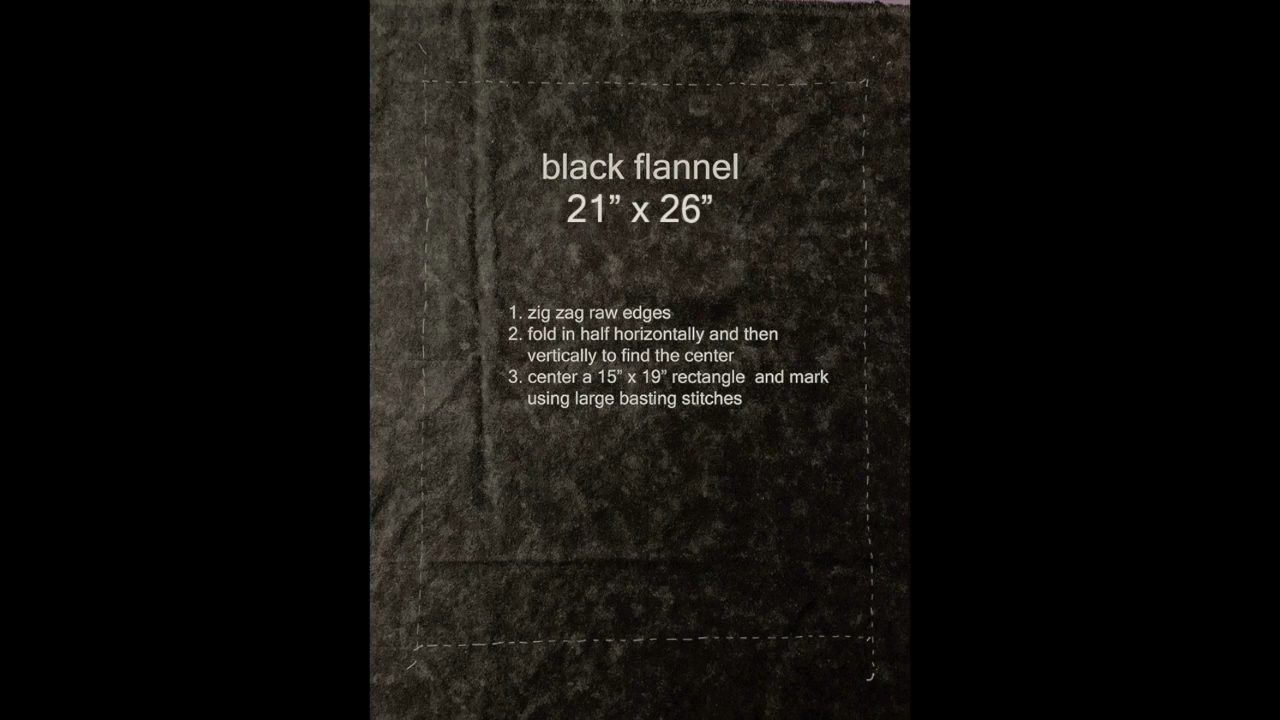 black flannel
21” x 26”
1. zig zag raw edges
2. fold in half horizontally and then
vertically to find the center
3. center a 15” x 19” rectangle  and mark
using large basting stitches